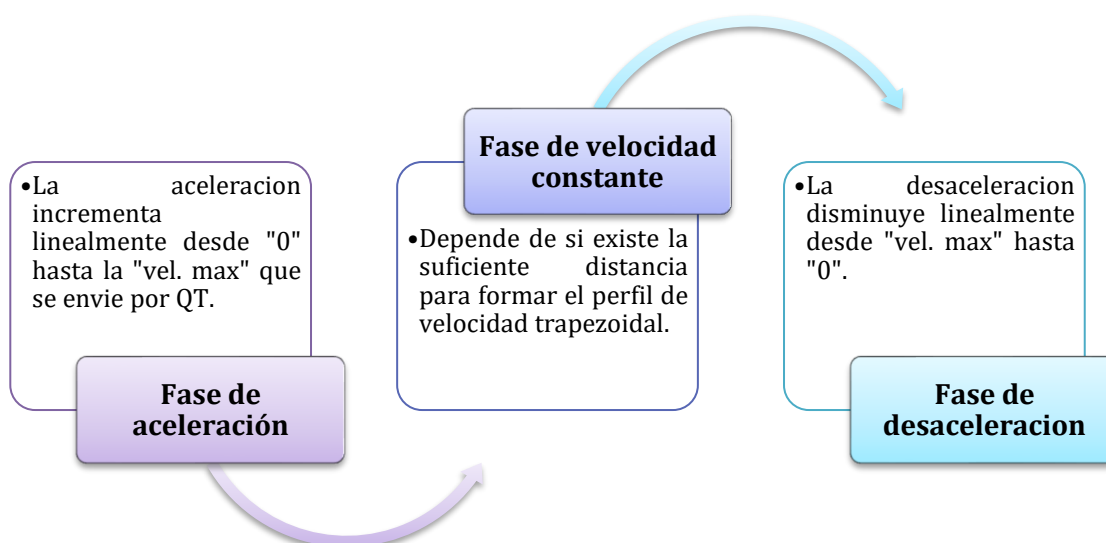 •La aceleracion
incrementa
linealmente desde "0"
hasta la "vel. max" que
se envie por QT.
Fase de
aceleración
Fase de velocidad
constante
•Depende de si existe la
suficiente distancia
para formar el perfil de
velocidad trapezoidal.
•La desaceleracion
disminuye linealmente
desde "vel. max" hasta
"0".
Fase de
desaceleracion